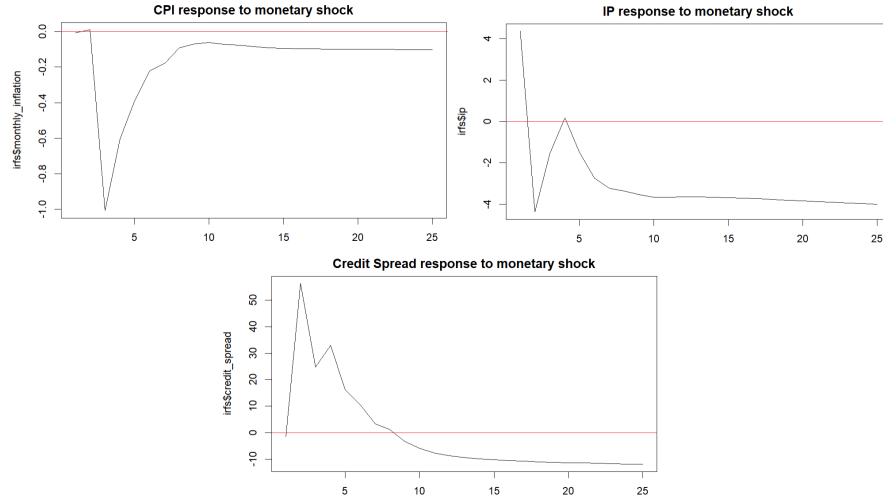 CPI response to monetary shock
irfs$monthly_inflation
0.0
-0.2
-0.4
-0.6
-0.8
-1.0
5 10 15 20 25
IP response to monetary shock
irfs$ip
4
2
0
-2
-4
5 10 15 20 25
Credit Spread response to monetary shock
irfs$credit_spread
50
40
30
20
10
0
-10
5 10 15 20 25